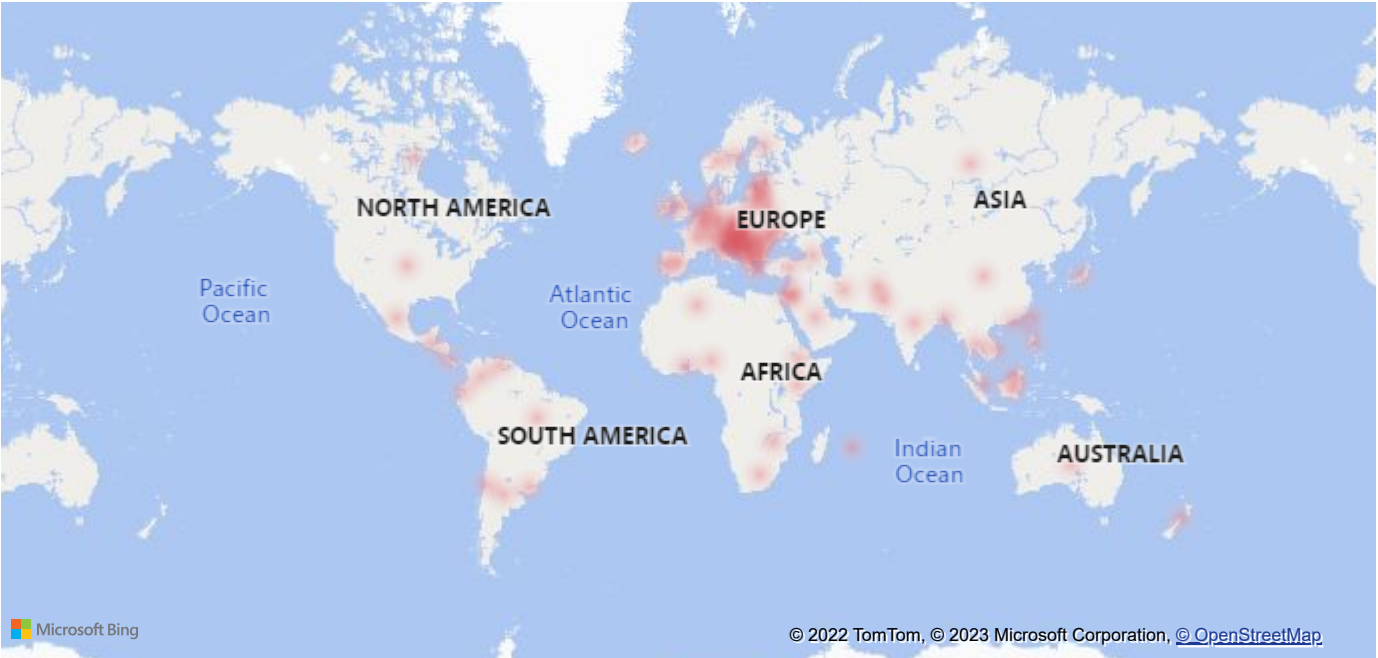 NORTH AMERICA
EUROPE
ASIA
Pacific
Ocean
Atlantic
Ocean
AFRICA
SOUTH AMERICA
Indian
Ocean
AUSTRALIA
Microsoft Bing
© 2022 TomTom, © 2023 Microsoft Corporation, © OpenStreetMap